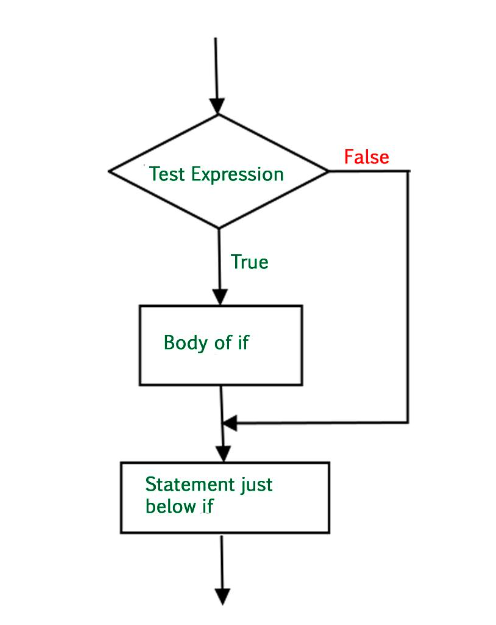 False
Test Expression
True
Body of if
Statement just
below if